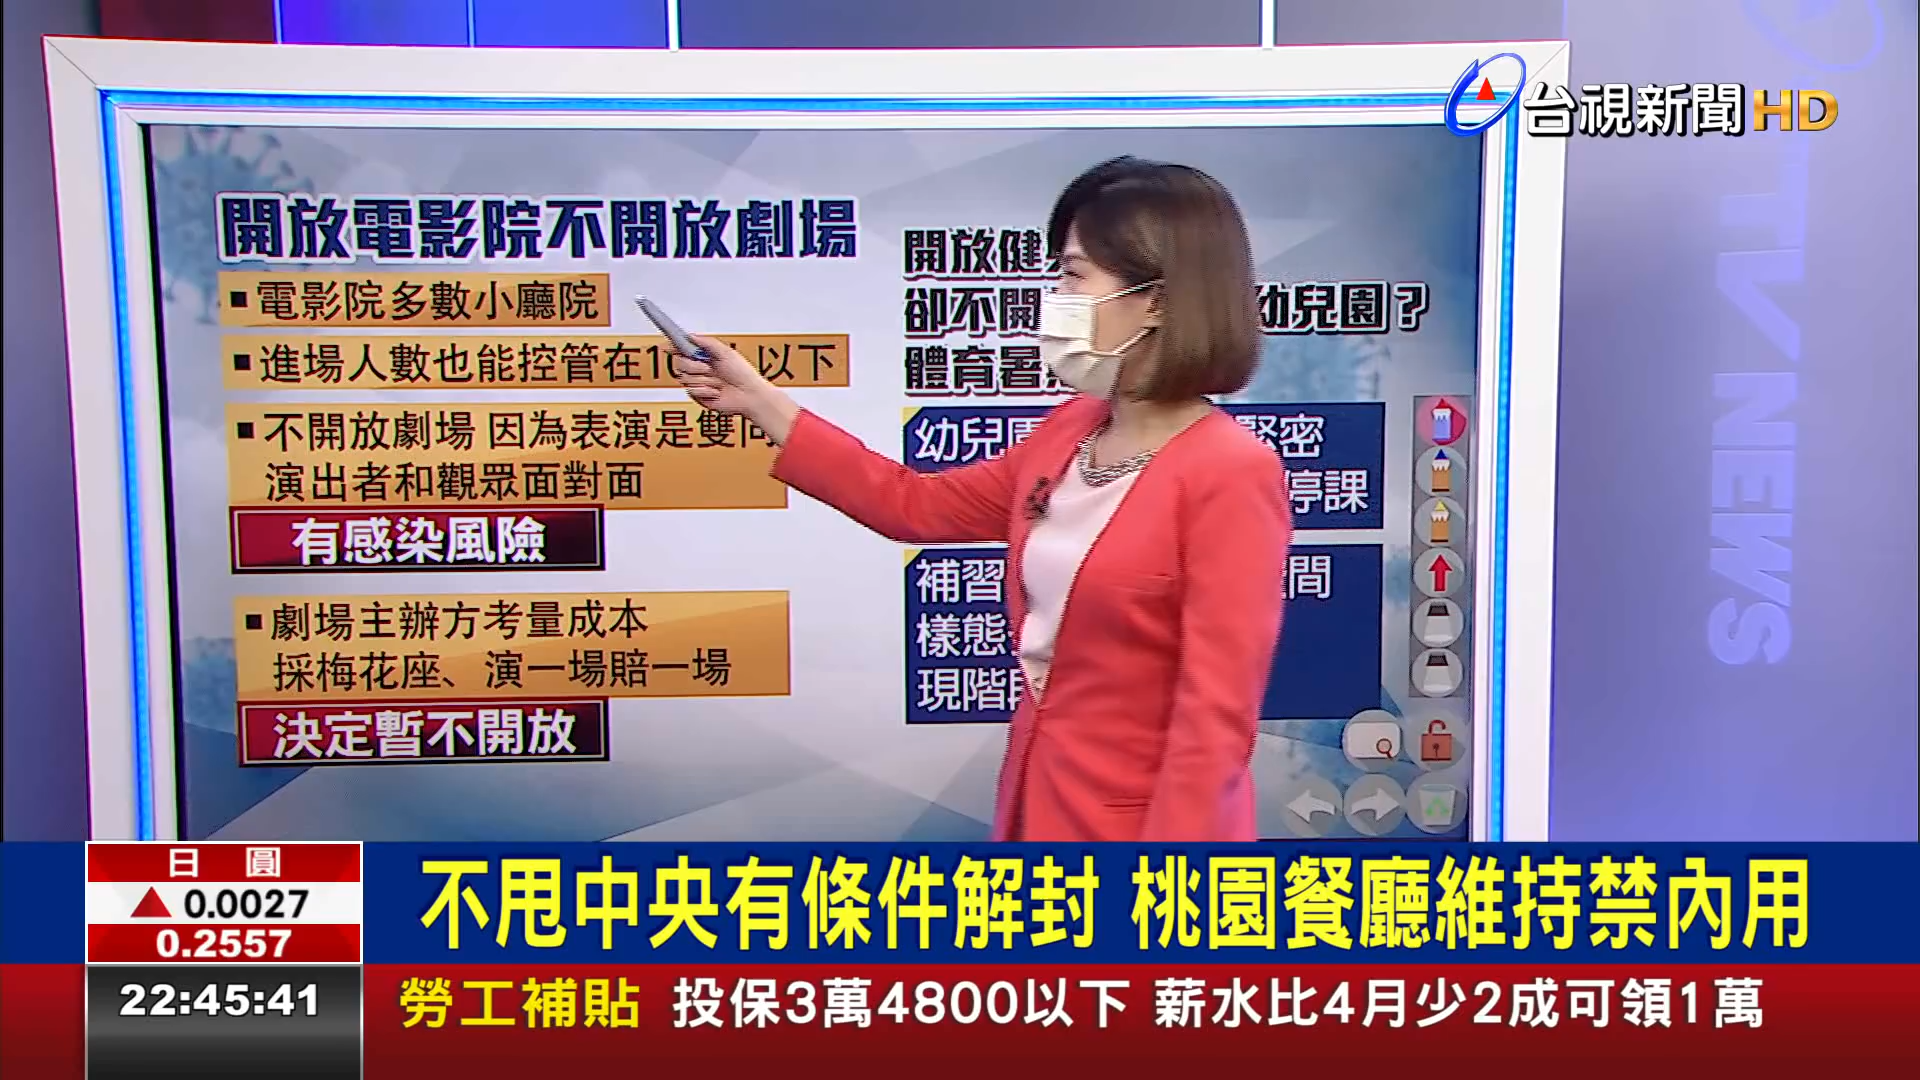 台視新聞HD
開放電影院不開放劇場
▪電影院多數小廳院
▪進場人數也能控管在10 以下
▪不開放劇場 因為表演是雙向
演出者和觀眾面對面
有感染風險
▪劇場主辦方考量成本
採梅花座、演一場賠一場
決定暫不開放
開放健
卻不開 幼兒園？
體育暑
幼兒 緊密
停課
補習 間
樣態
現階
TTV NEWS
日圓
▲0.0027
0.2557
22:45:41
不甩中央有條件解封 桃園餐廳維持禁內用
勞工補貼 投保3萬4800以下 薪水比4月少2成可領1萬